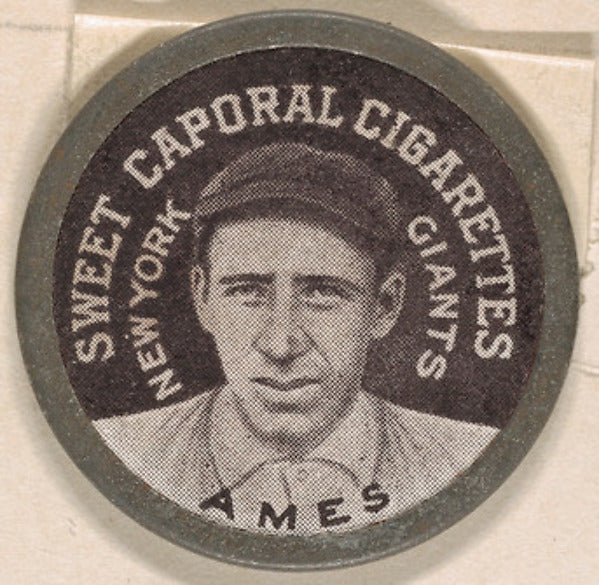 SWEET CAPORAL CIGARETTES
NEW YORK
GIANTS
AMES